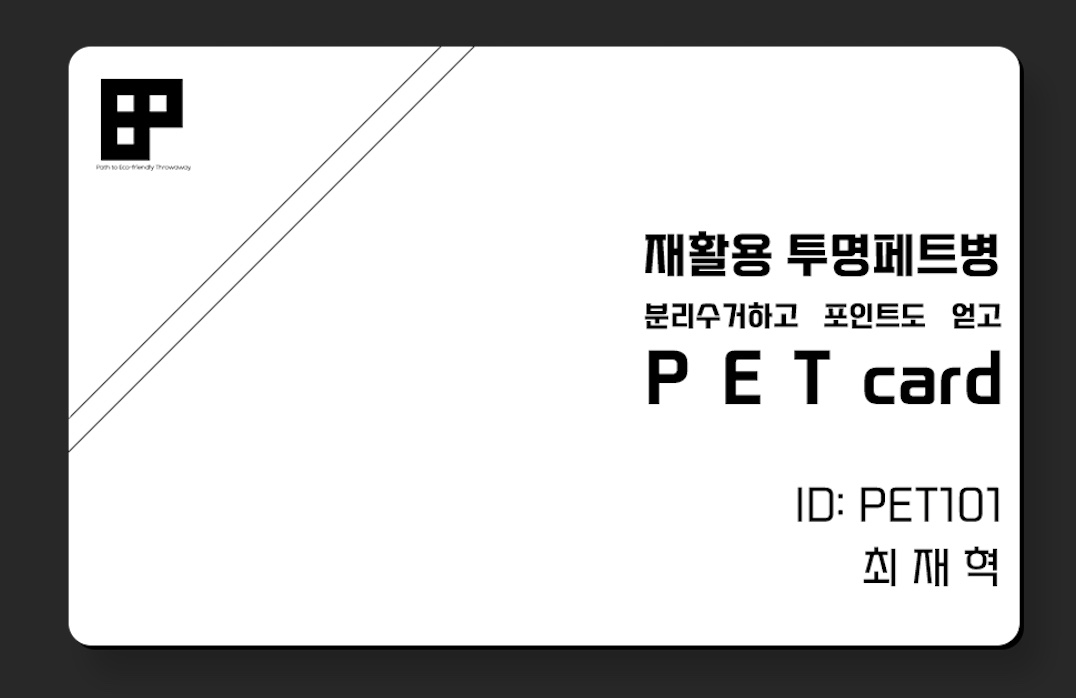 Path to Eco-friendly Throwaway
재활용 투명페트병
분리수거하고 포인트도 얻고
P E T card
ID: PET101
최 재 혁